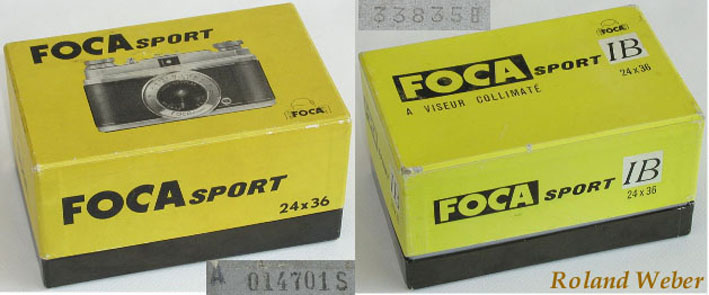 FOCA SPORT
FOCA
FOCA SPORT
24x36
A 014701S
338358
FOCA
FOCA SPORT IB
24x36
A VISEUR COLLIMATÉ
FOCA SPORT IB
24x36
IB
Roland Weber